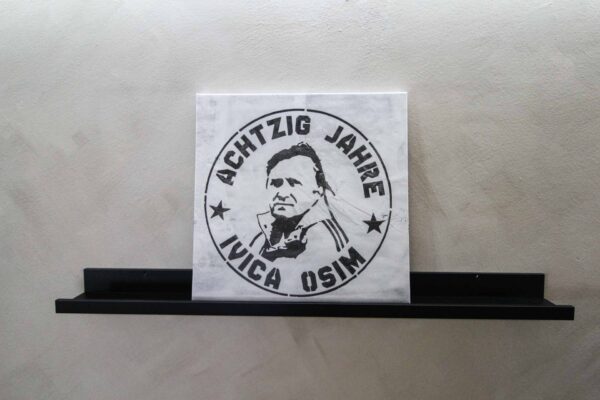 ACHTZIG JAHRE
IVICA OSIM